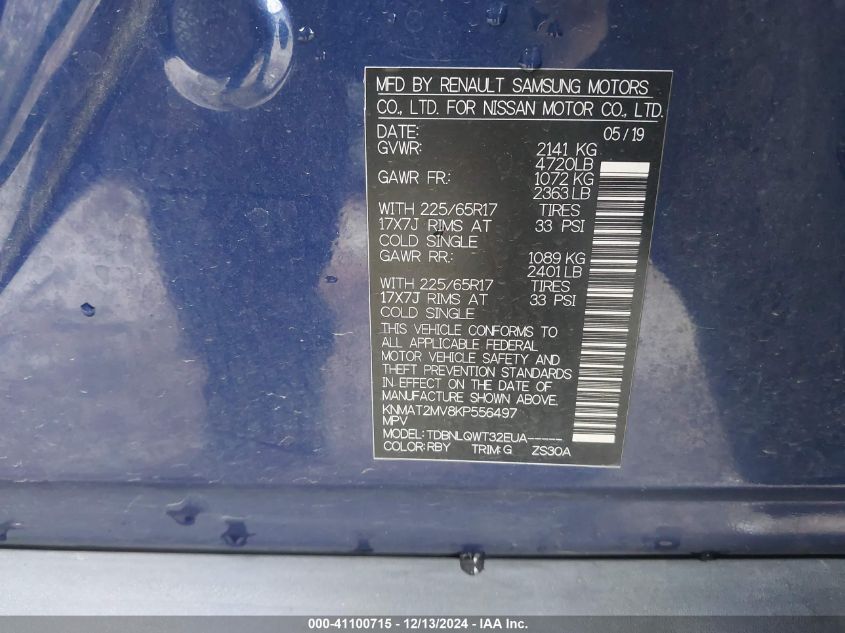 MFD BY RENAULT SAMSUNG MOTORS
CO., LTD. FOR NISSAN MOTOR CO., LTD.
DATE: 05/19
GVWR: 2141 KG
4720LB
GAWR FR.: 1072 KG
2363 LB
WITH 225/65R17 TIRES
17X7J RIMS AT 33 PSI
COLD SINGLE
GAWR RR.: 1089 KG
2401 LB
WITH 225/65R17 TIRES
17X7J RIMS AT 33 PSI
COLD SINGLE
THIS VEHICLE CONFORMS TO
ALL APPLICABLE FEDERAL
MOTOR VEHICLE SAFETY AND
THEFT PREVENTION STANDARDS
IN EFFECT ON THE DATE OF
MANUFACTURE SHOWN ABOVE.
KNMAT2MV8KP556497
MPV
MODEL: TDBNLQWT32EUA-----
COLOR: RBY TRIM: G ZS30A
000-41100715 - 12/13/2024 - IAA Inc.